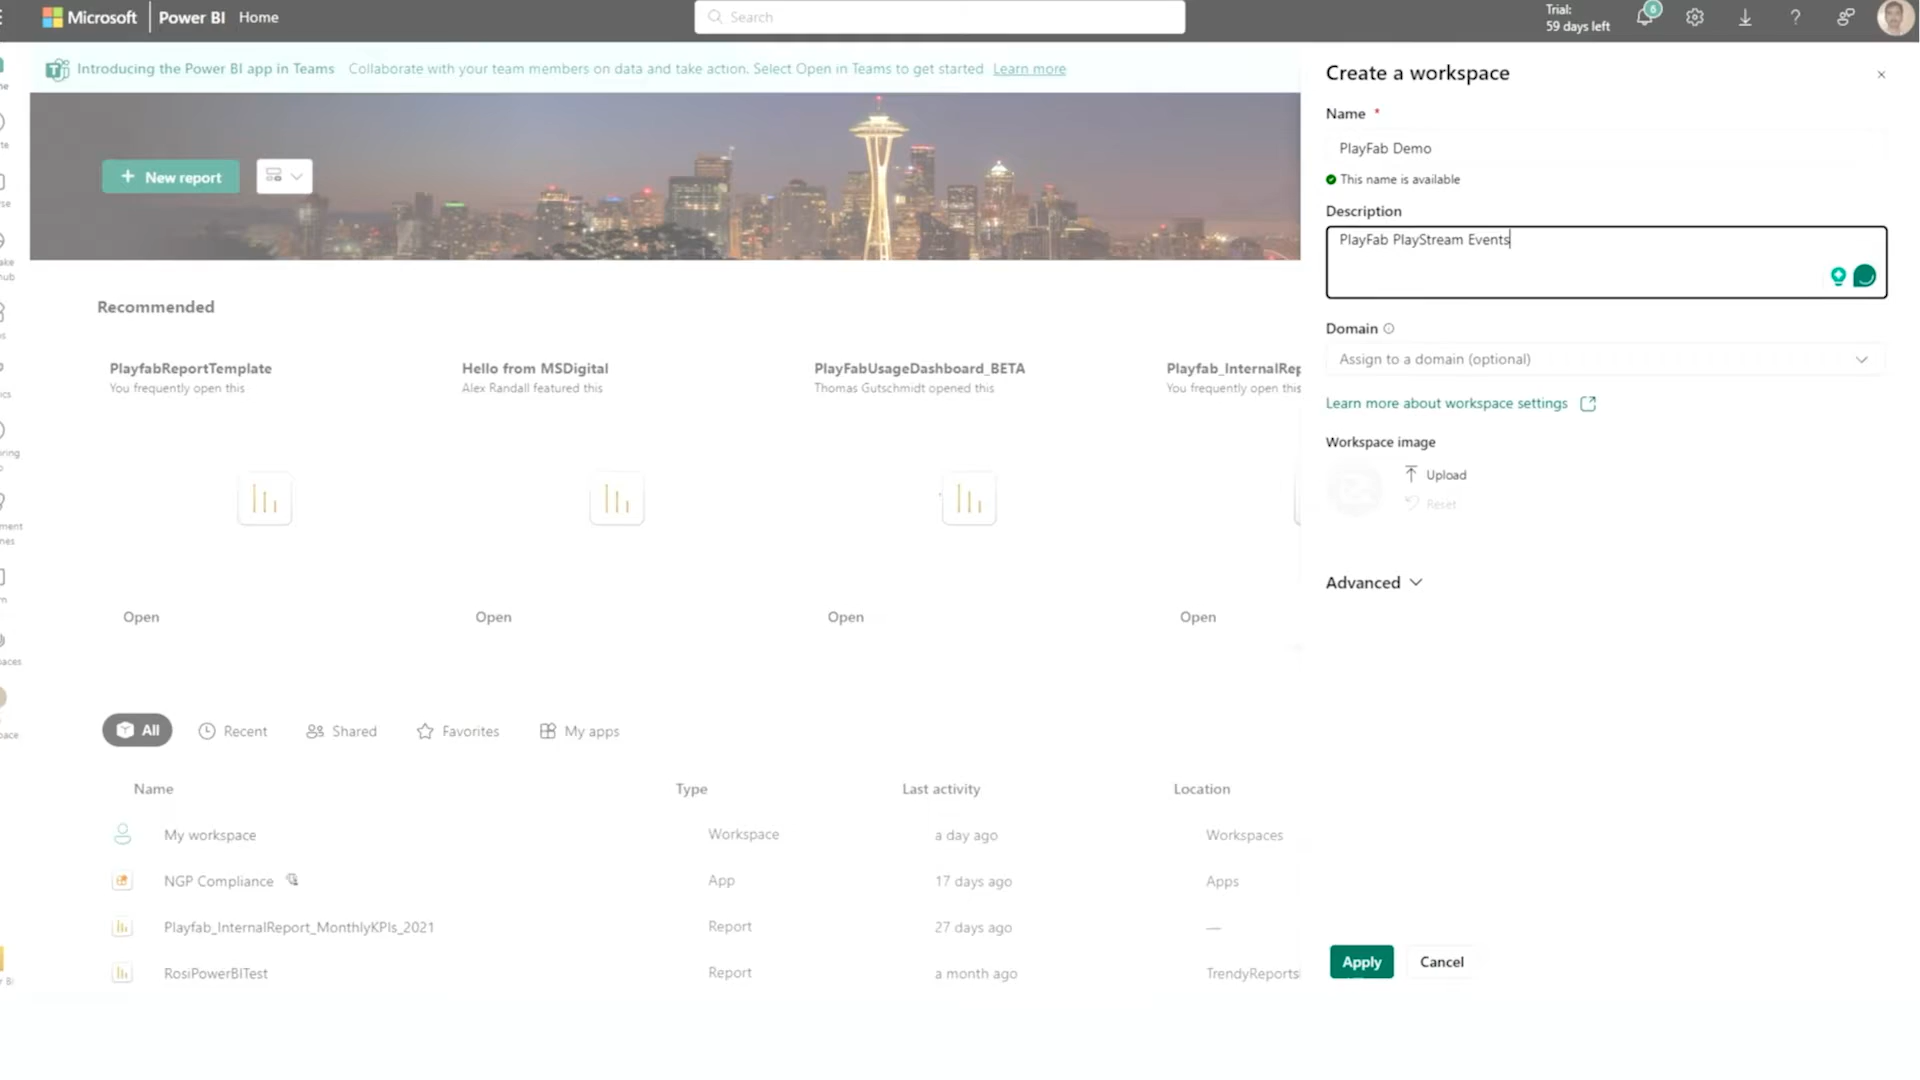 Microsoft
Power BI
Home
Search
Trial:
59 days left
6
Introducing the Power BI app in Teams
Collaborate with your team members on data and take action. Select Open in Teams to get started
Learn more
New report
Recommended
PlayfabReportTemplate
You frequently open this
Hello from MSDigital
Alex Randall featured this
PlayFabUsageDashboard_BETA
Thomas Gutschmidt opened this
Playfab_InternalRep
You frequently open this
Open
Open
Open
Open
All
Recent
Shared
Favorites
My apps
Name
Type
Last activity
Location
My workspace
Workspace
a day ago
Workspaces
NGP Compliance
App
17 days ago
Apps
Playfab_InternalReport_MonthlyKPIs_2021
Report
27 days ago
—
RosiPowerBITest
Report
a month ago
TrendyReports
Create a workspace
Name *
PlayFab Demo
This name is available
Description
PlayFab PlayStream Events
Domain
Assign to a domain (optional)
Learn more about workspace settings
Workspace image
Upload
Reset
Advanced
Apply
Cancel